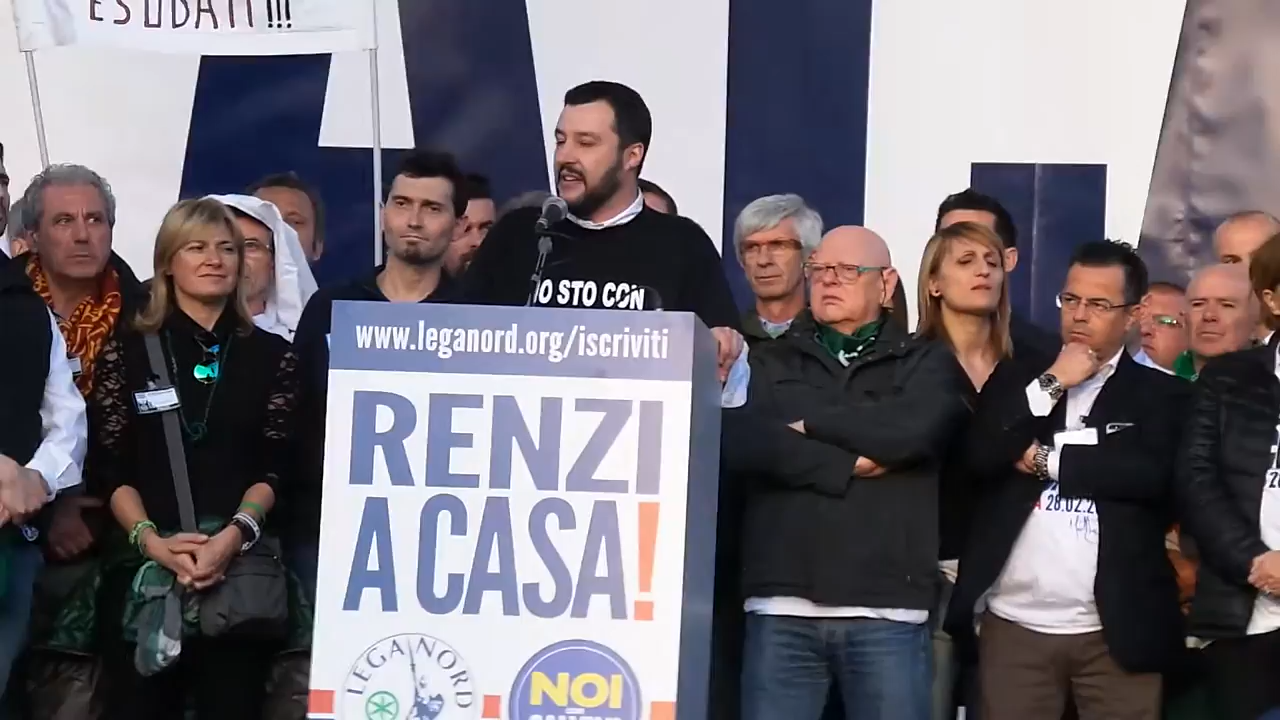 ESODATI!!!
IO STO CON
www.leganord.org/iscriviti
RENZI
A CASA!
LEGA NORD
NOI
28.02.2